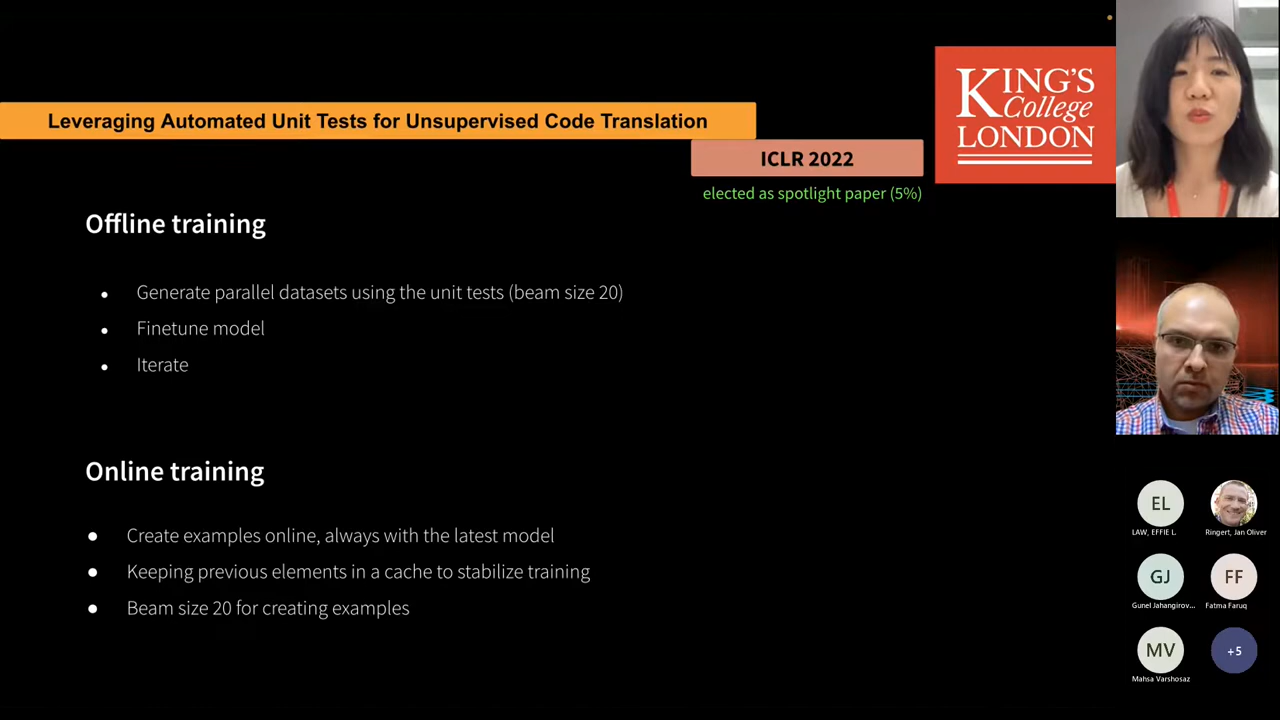 Leveraging Automated Unit Tests for Unsupervised Code Translation
ICLR 2022
elected as spotlight paper (5%)
KING'S
College
LONDON
Offline training
Generate parallel datasets using the unit tests (beam size 20)
Finetune model
Iterate
Online training
Create examples online, always with the latest model
Keeping previous elements in a cache to stabilize training
Beam size 20 for creating examples
EL
LAW, EFFIE L.
Ringert, Jan Oliver
GJ
FF
Gunel Jahangirov...
Fatma Faruq
MV
+5
Mahsa Varshosaz